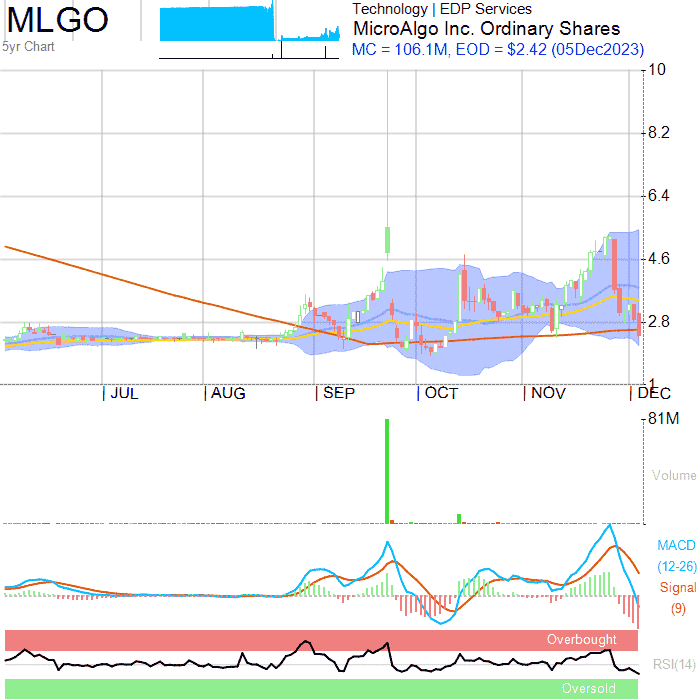 MLGO
5yr Chart
Technology | EDP Services
MicroAlgo Inc. Ordinary Shares
MC = 106.1M, EOD = $2.42 (05Dec2023)
10
8.2
6.4
4.6
2.8
1
JUL
AUG
SEP
OCT
NOV
DEC
81M
Volume
MACD
(12-26)
Signal
(9)
Overbought
RSI(14)
Oversold